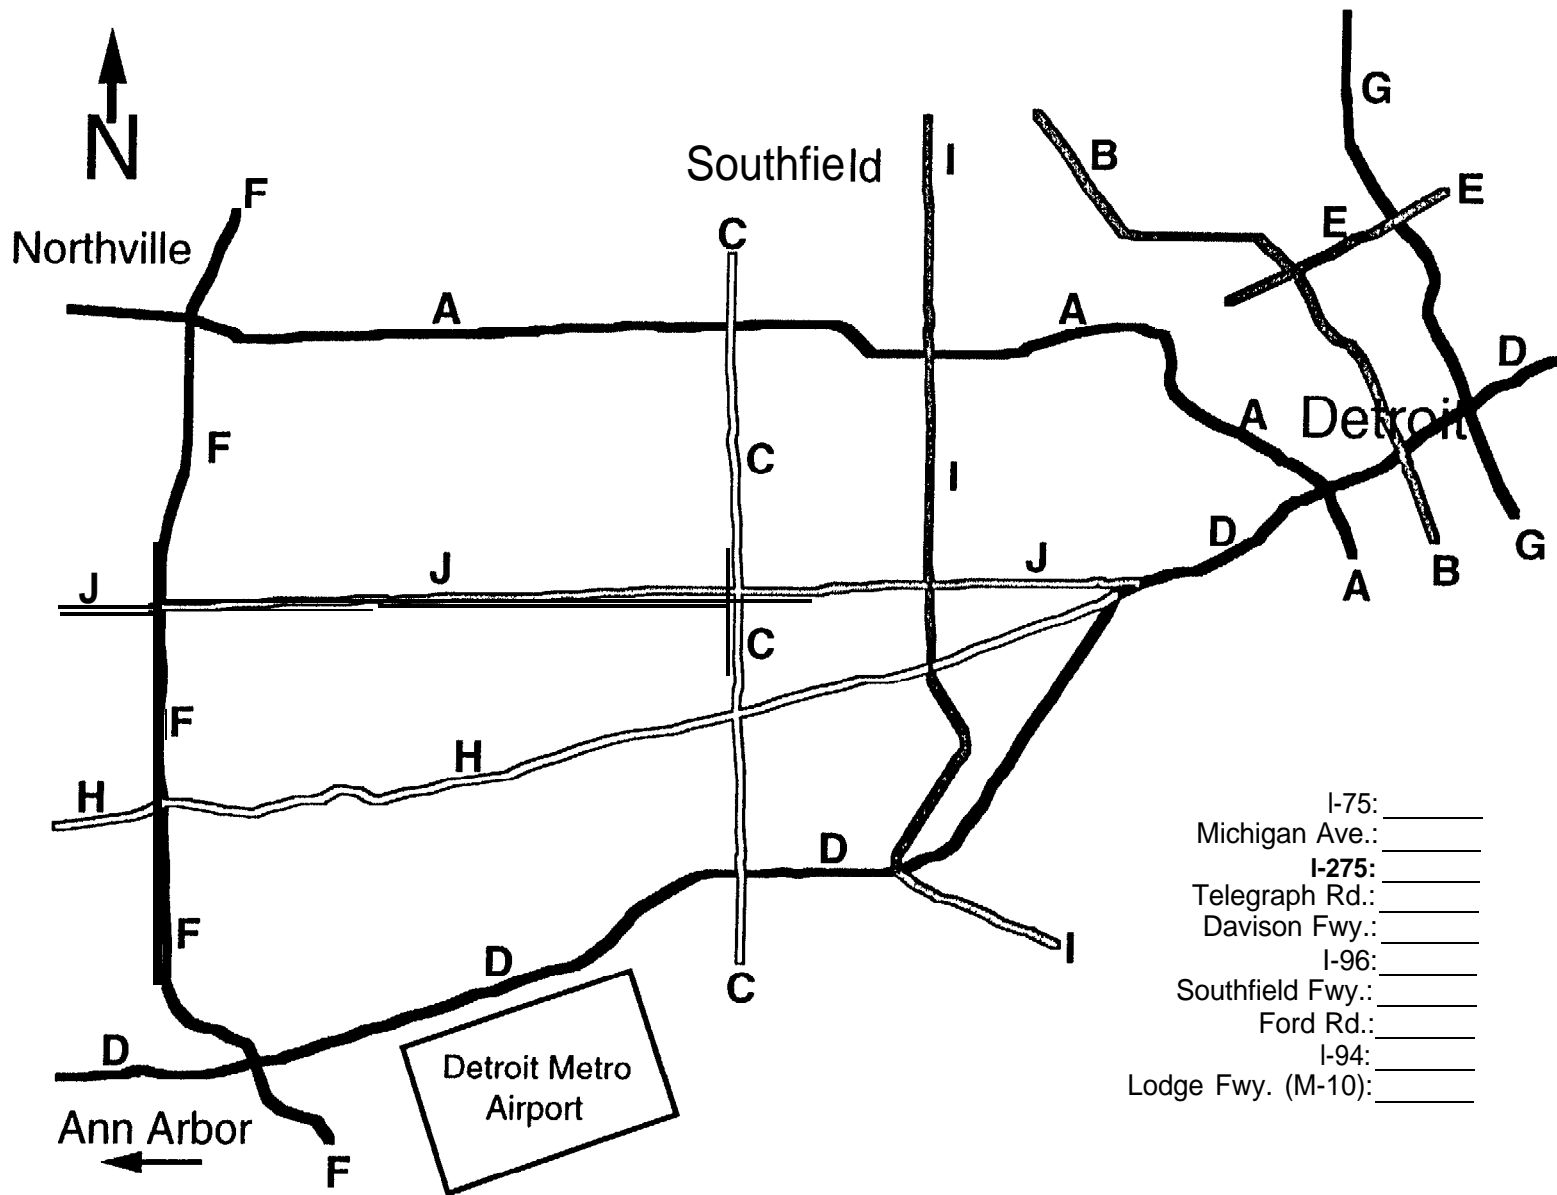 G
B
Southfield
I
N
F
E
E
Northville
C
A
A
D
A
Detroit
F
C
I
D
G
J
J
J
B
A
C
F
H
H
I-75:
Michigan Ave.:
D
I-275:
Telegraph Rd.:
Davison Fwy.:
F
I
D
I-96:
C
Southfield Fwy.:
Ford Rd.:
D
Detroit Metro
Airport
I-94:
Lodge Fwy. (M-10):
Ann Arbor
F